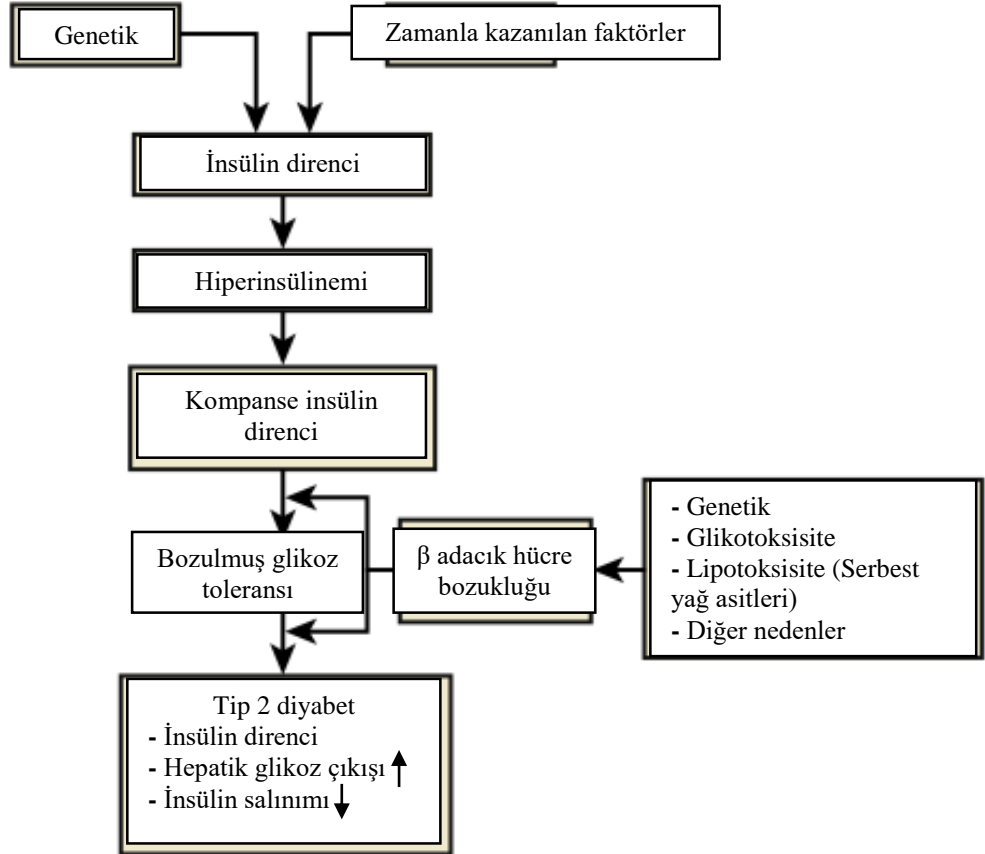 Genetik
Zamanla kazanılan faktörler
İnsülin direnci
Hiperinsülinemi
Kompanse insülin
direnci
Bozulmuş glikoz
toleransı
β adacık hücre
bozukluğu
- Genetik
- Glikotoksisite
- Lipotoksisite (Serbest
yağ asitleri)
- Diğer nedenler
Tip 2 diyabet
- İnsülin direnci
- Hepatik glikoz çıkışı
- İnsülin salınımı